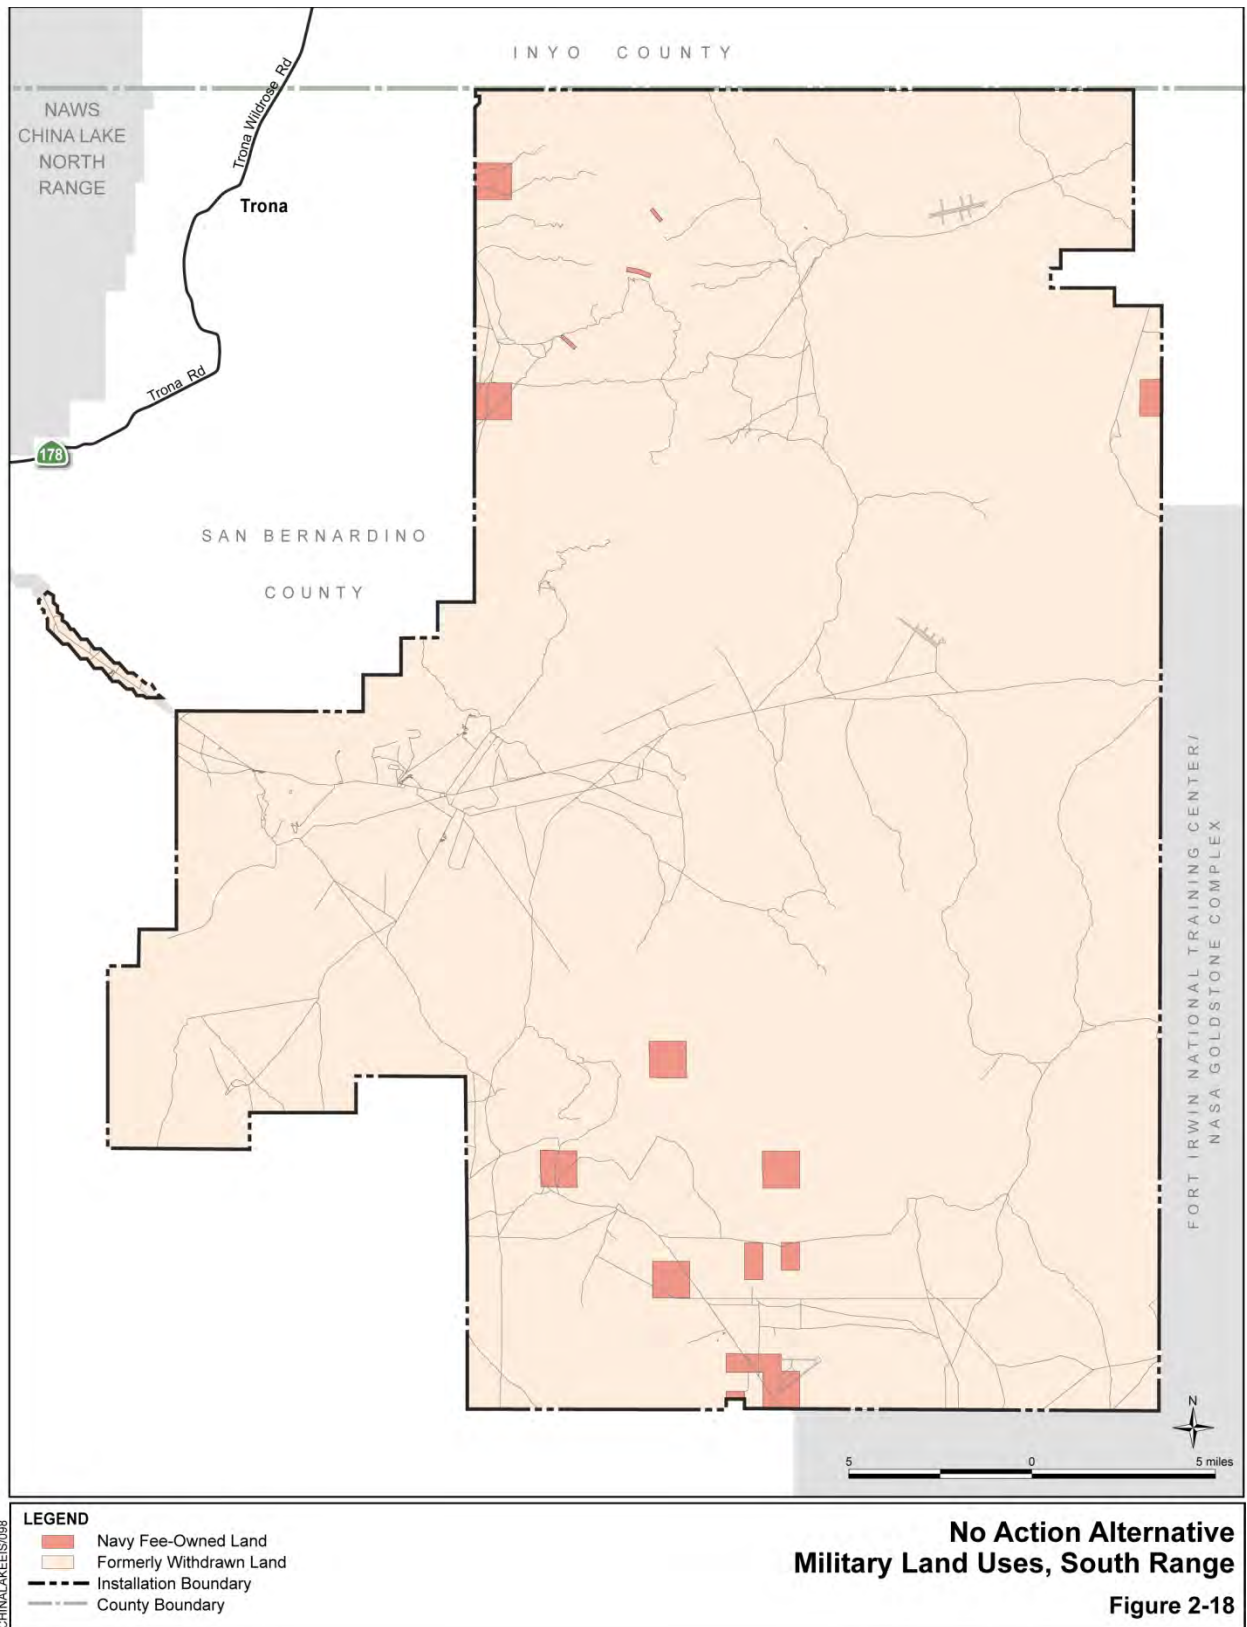 INYO COUNTY
NAWS
CHINA LAKE
NORTH
RANGE
Trona Wildrose Rd
Trona
Trona Rd
178
SAN BERNARDINO
COUNTY
FORT IRWIN NATIONAL TRAINING CENTER/
NASA GOLDSTONE COMPLEX
N
5 0 5 miles
LEGEND
Navy Fee-Owned Land
Formerly Withdrawn Land
Installation Boundary
County Boundary
No Action Alternative
Military Land Uses, South Range
Figure 2-18
CHINALAKEEIS/098